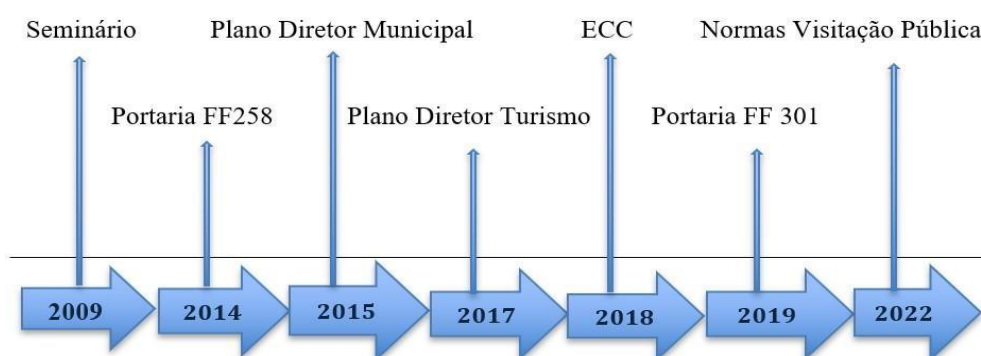 Seminário Plano Diretor Municipal ECC Normas Visitação Pública
Portaria FF258 Plano Diretor Turismo Portaria FF 301
2009 2014 2015 2017 2018 2019 2022